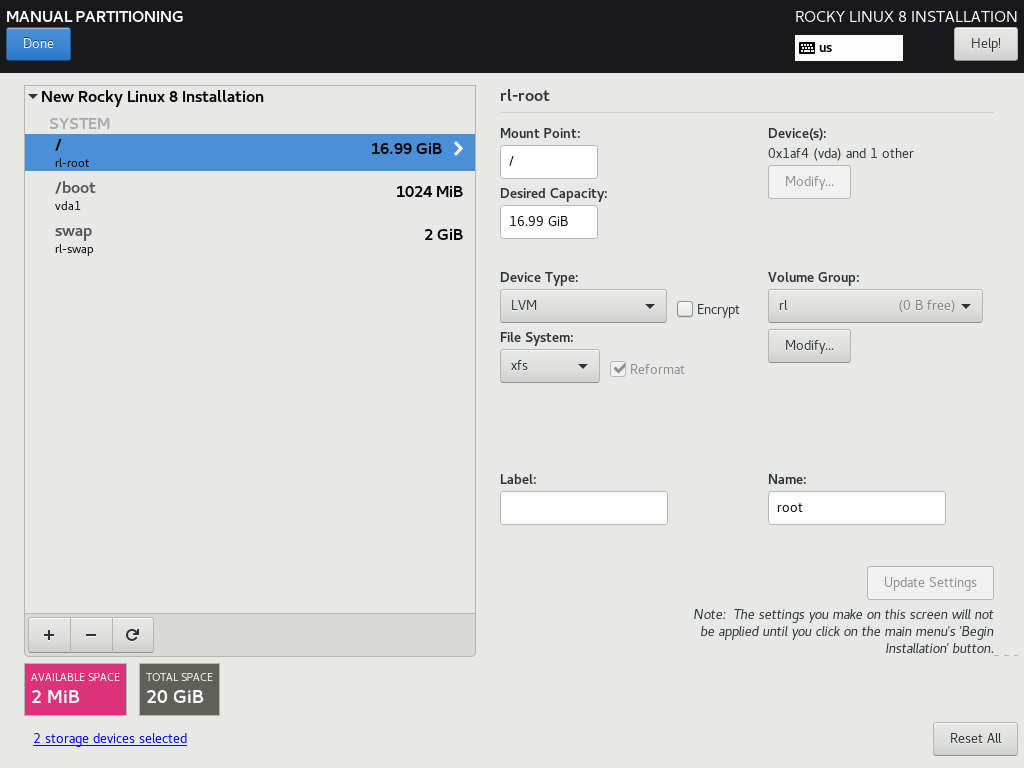 MANUAL PARTITIONING
ROCKY LINUX 8 INSTALLATION
Done
us
Help!
New Rocky Linux 8 Installation
SYSTEM
/
16.99 GiB
rl-root
/boot
1024 MiB
vda1
swap
2 GiB
rl-swap
AVAILABLE SPACE
2 MiB
TOTAL SPACE
20 GiB
2 storage devices selected
rl-root
Mount Point:
/
Device(s):
0x1af4 (vda) and 1 other
Modify...
Desired Capacity:
16.99 GiB
Device Type:
LVM
Encrypt
Volume Group:
rl (0 B free)
Modify...
File System:
xfs
Reformat
Label:
Name:
root
Update Settings
Note: The settings you make on this screen will not
be applied until you click on the main menu's 'Begin
Installation' button.
Reset All